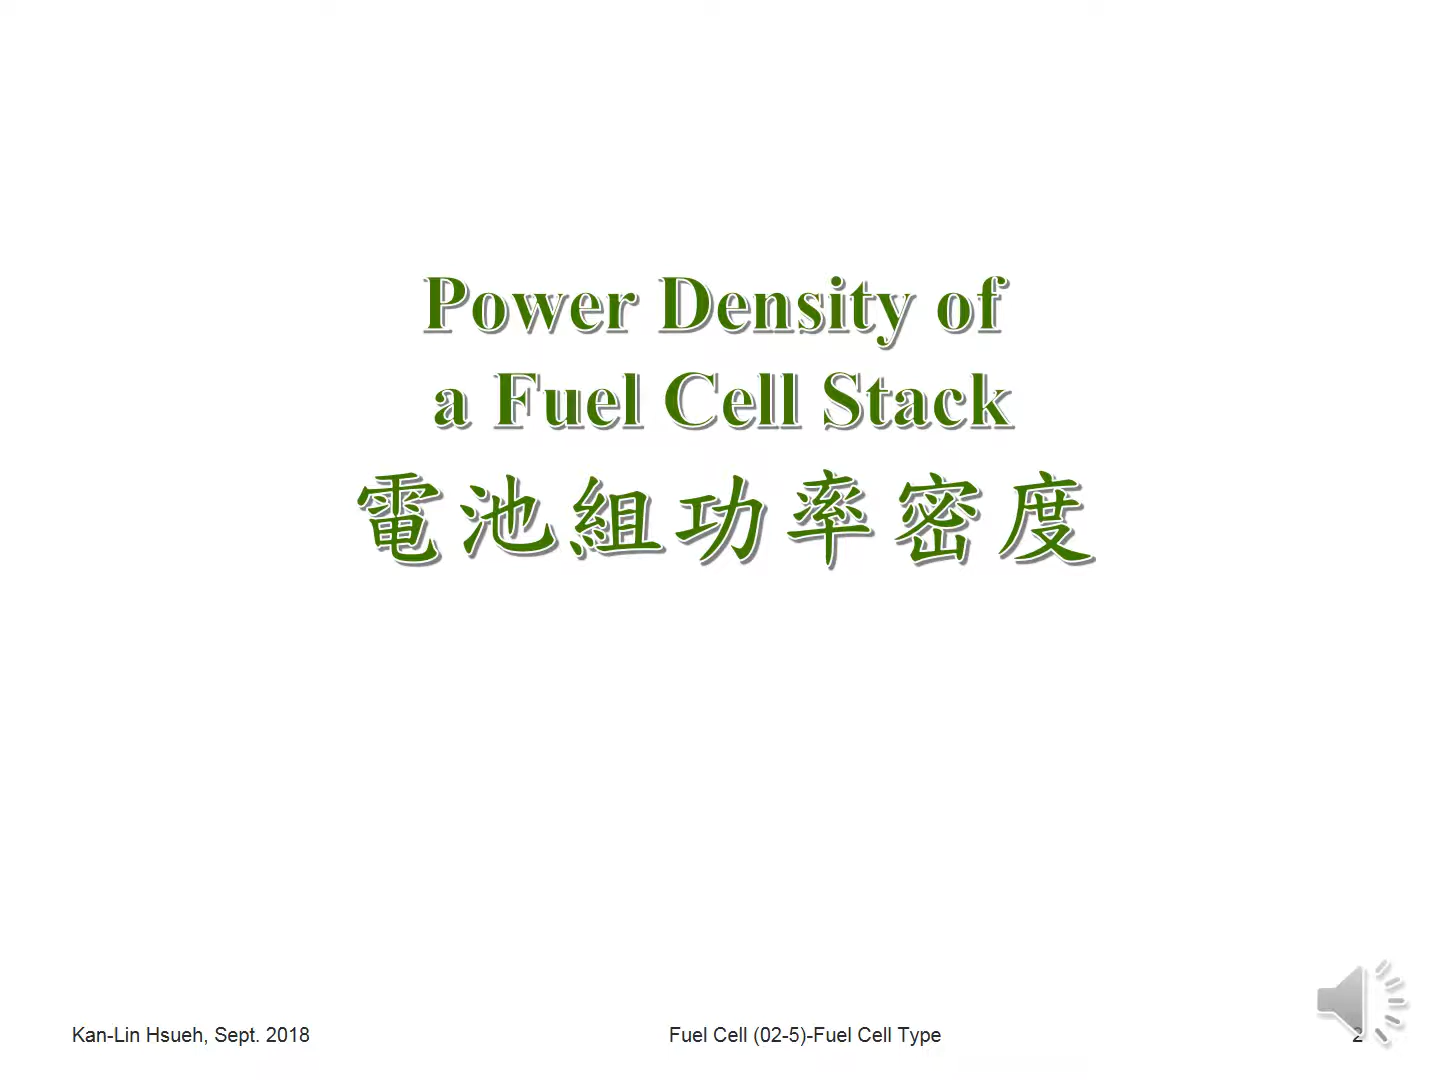 Power Density of
a Fuel Cell Stack
電池組功率密度
Kan-Lin Hsueh, Sept. 2018
Fuel Cell (02-5)-Fuel Cell Type
2